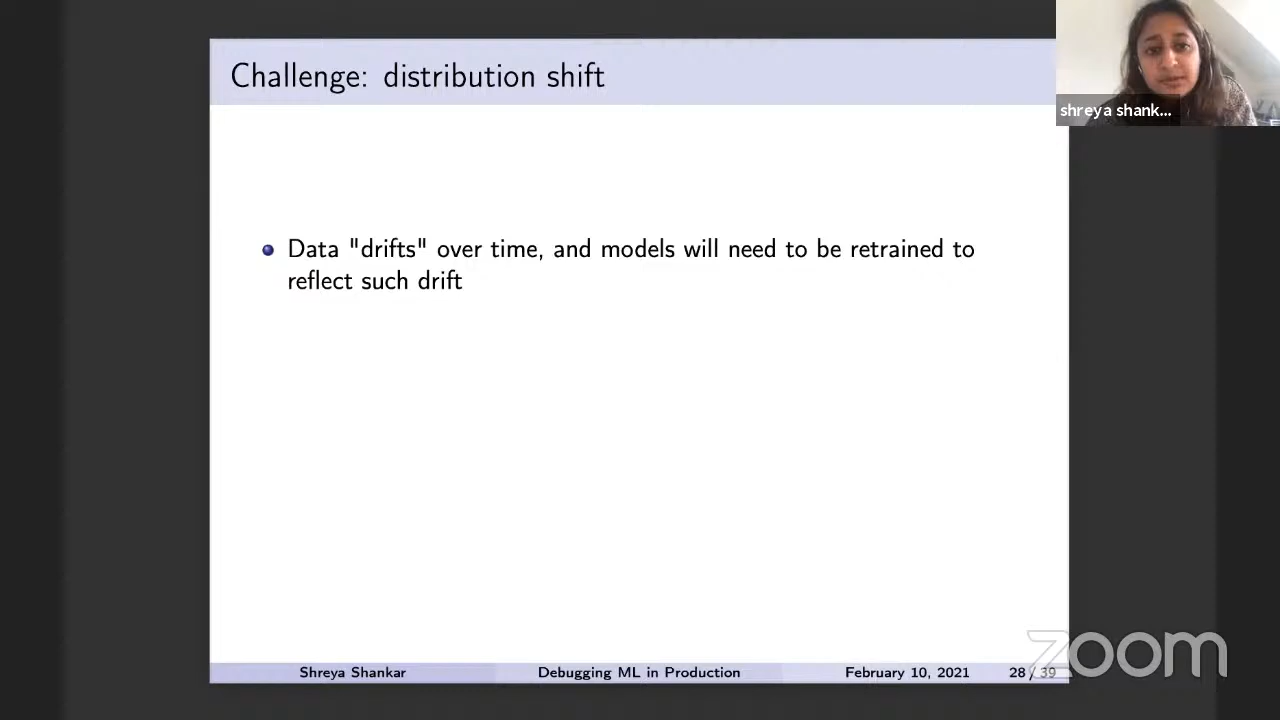 Challenge: distribution shift
shreya shank...
Data "drifts" over time, and models will need to be retrained to
reflect such drift
Shreya Shankar Debugging ML in Production February 10, 2021 28 / 39
zoom